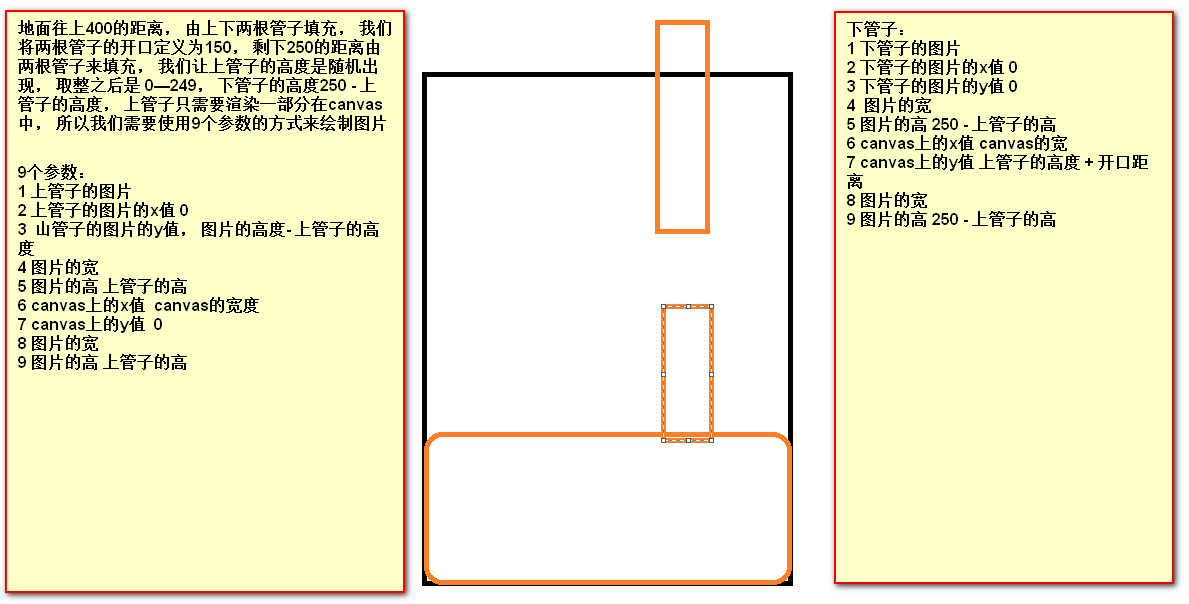 地面往上400的距离， 由上下两根管子填充， 我们
将两根管子的开口定义为150， 剩下250的距离由
两根管子来填充， 我们让上管子的高度是随机出
现， 取整之后是 0—249， 下管子的高度250 - 上
管子的高度， 上管子只需要渲染一部分在canvas
中， 所以我们需要使用9个参数的方式来绘制图片
9个参数：
1 上管子的图片
2 上管子的图片的x值 0
3 山管子的图片的y值， 图片的高度- 上管子的高
度
4 图片的宽
5 图片的高 上管子的高
6 canvas上的x值 canvas的宽度
7 canvas上的y值 0
8 图片的宽
9 图片的高 上管子的高
下管子：
1 下管子的图片
2 下管子的图片的x值 0
3 下管子的图片的y值 0
4 图片的宽
5 图片的高 250 - 上管子的高
6 canvas上的x值 canvas的宽
7 canvas上的y值 上管子的高度 + 开口距
离
8 图片的宽
9 图片的高 250 - 上管子的高